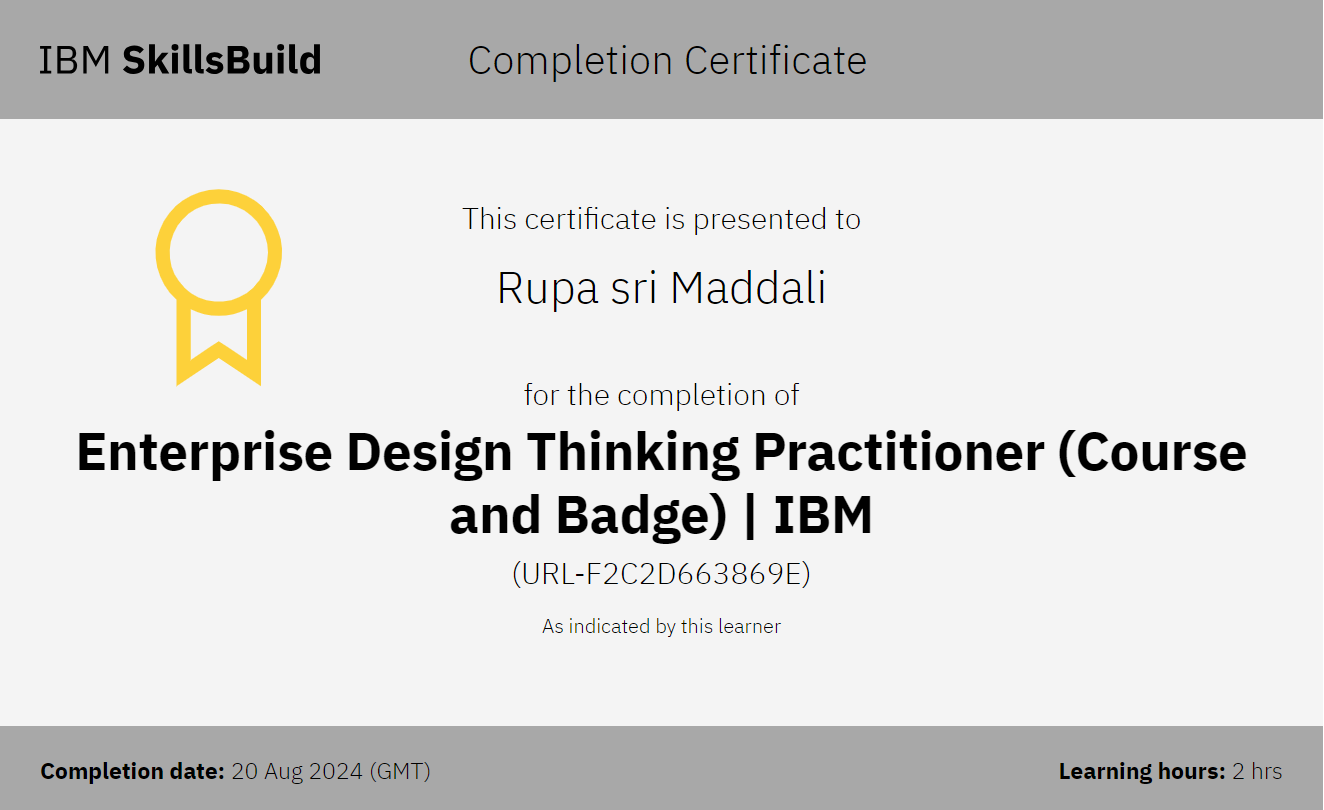 IBM SkillsBuild
Completion Certificate
This certificate is presented to
Rupa sri Maddali
for the completion of
Enterprise Design Thinking Practitioner (Course
and Badge) | IBM
(URL-F2C2D663869E)
As indicated by this learner
Completion date: 20 Aug 2024 (GMT)
Learning hours: 2 hrs